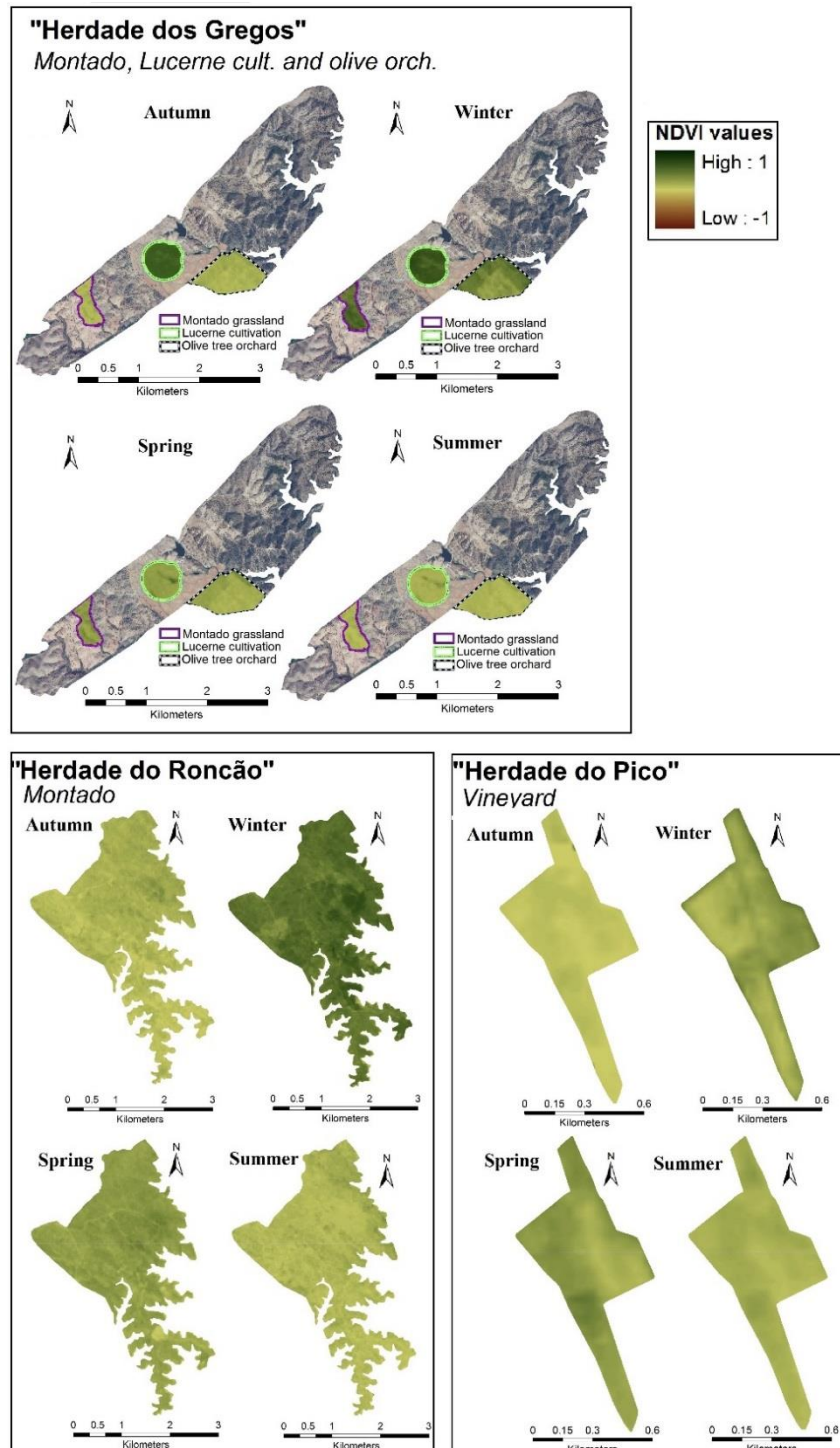 "Herdade dos Gregos"
Montado, Lucerne cult. and olive orch.
N
Autumn
Montado grassland
Lucerne cultivation
Olive tree orchard
0 0.5 1 2 3
Kilometers
N
Winter
Montado grassland
Lucerne cultivation
Olive tree orchard
0 0.5 1 2 3
Kilometers
NDVI values
High : 1
Low : -1
N
Spring
Montado grassland
Lucerne cultivation
Olive tree orchard
0 0.5 1 2 3
Kilometers
N
Summer
Montado grassland
Lucerne cultivation
Olive tree orchard
0 0.5 1 2 3
Kilometers
"Herdade do Roncão"
Montado
Autumn
N
0 0.5 1 2 3
Kilometers
Winter
N
0 0.5 1 2 3
Kilometers
Spring
N
0 0.5 1 2 3
Kilometers
Summer
N
0 0.5 1 2 3
Kilometers
"Herdade do Pico"
Vineyard
Autumn
N
0 0.15 0.3 0.6
Kilometers
Winter
N
0 0.15 0.3 0.6
Kilometers
Spring
N
0 0.15 0.3 0.6
Kilometers
Summer
N
0 0.15 0.3 0.6
Kilometers